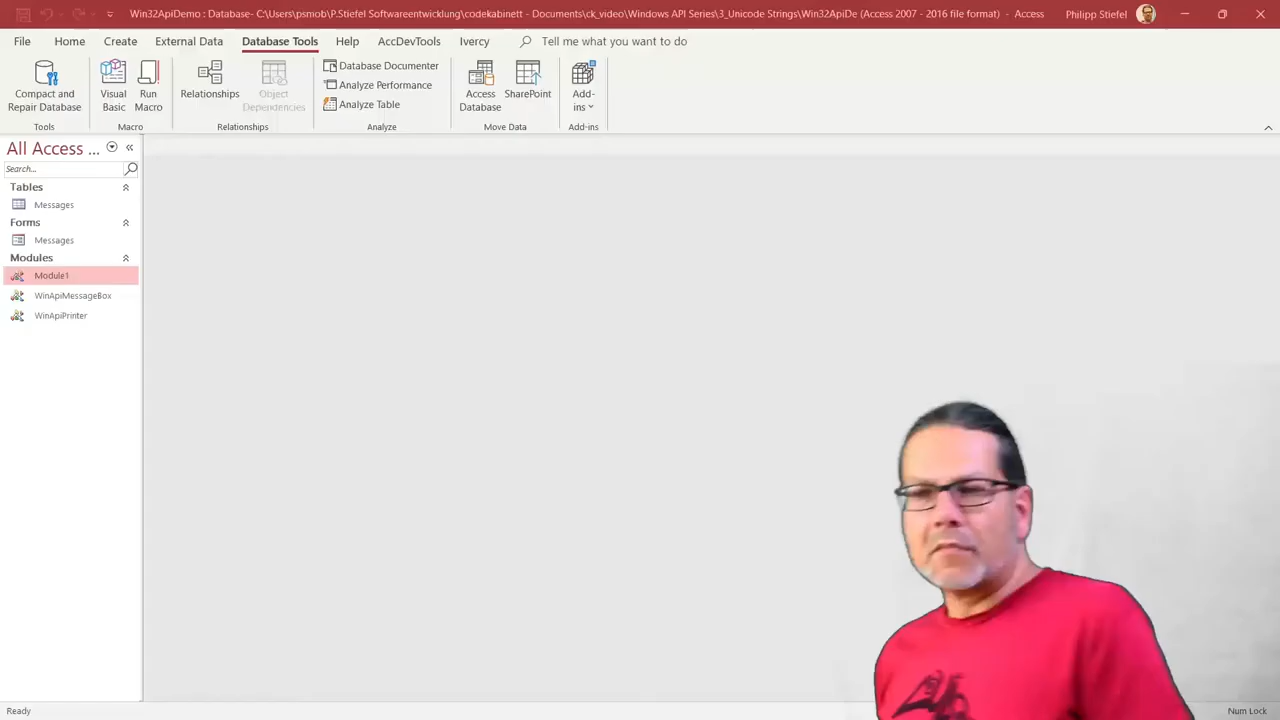 Win32ApiDemo : Database- C:\Users\psmob\P.Stiefel Softwareentwicklung\codekabinett - Documents\ck_video\Windows API Series\3_Unicode Strings\Win32ApiDe (Access 2007 - 2016 file format) - Access
Philipp Stiefel
File Home Create External Data Database Tools Help AccDevTools Ivercy Tell me what you want to do
Compact and
Repair Database
Tools
Visual
Basic
Run
Macro
Macro
Relationships
Object
Dependencies
Relationships
Database Documenter
Analyze Performance
Analyze Table
Analyze
Access
Database
SharePoint
Move Data
Add-
ins
Add-ins
All Access ...
Search...
Tables
Messages
Forms
Messages
Modules
Module1
WinApiMessageBox
WinApiPrinter
Ready
Num Lock